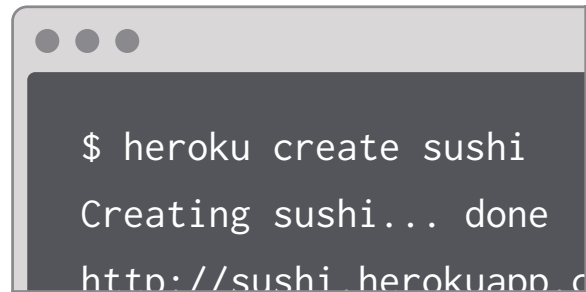 $ heroku create sushi
Creating sushi... done
http://sushi.herokuapp.c